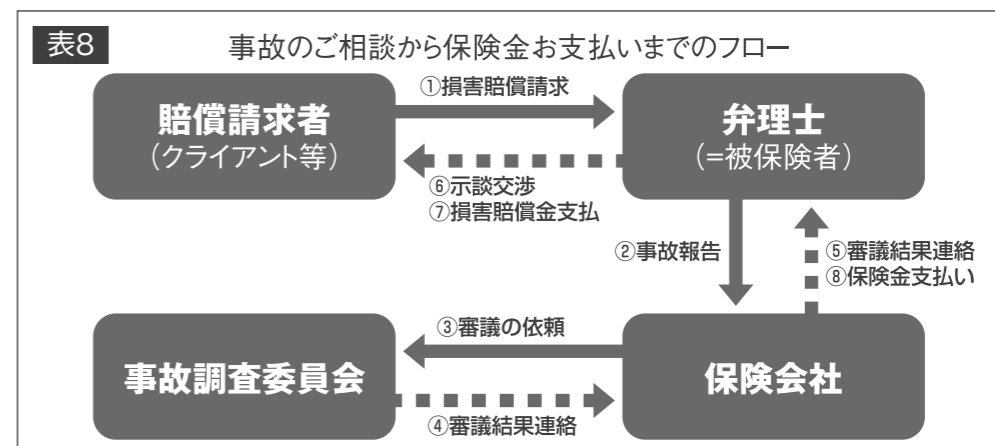 表8
事故のご相談から保険金お支払いまでのフロー
賠償請求者
（クライアント等）
①損害賠償請求
弁理士
（=被保険者）
⑥示談交渉
⑦損害賠償金支払
②事故報告
⑤審議結果連絡
⑧保険金支払い
事故調査委員会
③審議の依頼
保険会社
④審議結果連絡